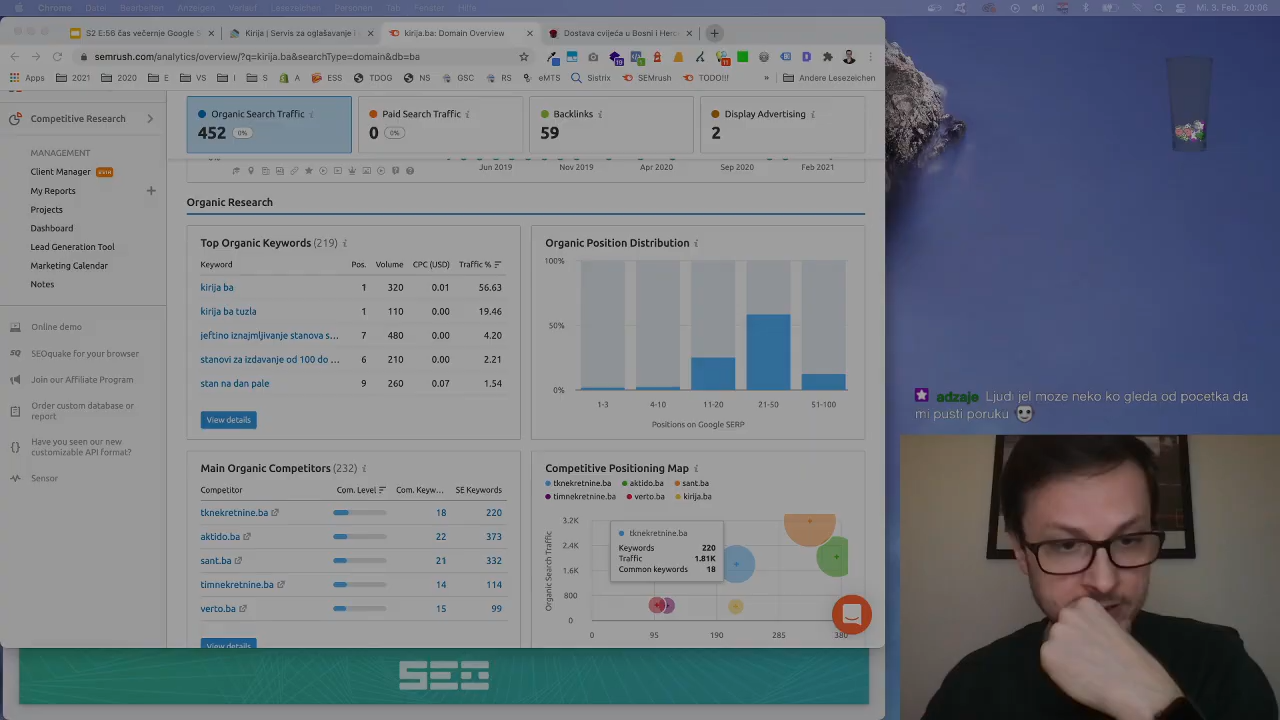 Chrome Datei Bearbeiten Anzeigen Verlauf Lesezeichen Personen Tab Fenster Hilfe
Mi. 3. Feb. 20:06
S2 E:56 čas večernje Google S
Kirija | Servis za oglašavanje i
kirija.ba: Domain Overview
Dostava cvijeća u Bosni i Herc
semrush.com/analytics/overview/?q=kirija.ba&searchType=domain&db=ba
Apps 2021 2020 E S A ESS TDOG NS GSC eMTS Sistrix SEMrush TODO!!! » Andere Lesezeichen
Competitive Research
MANAGEMENT
Client Manager
My Reports
Projects
Dashboard
Lead Generation Tool
Marketing Calendar
Notes
Online demo
SEOquake for your browser
Join our Affiliate Program
Order custom database or
report
Have you seen our new
customizable API format?
Sensor
Organic Search Traffic
452 0%
Paid Search Traffic
0 0%
Backlinks
59
Display Advertising
2
Jun 2019 Nov 2019 Apr 2020 Sep 2020 Feb 2021
Organic Research
Top Organic Keywords (219)
Keyword Pos. Volume CPC (USD) Traffic %
kirija ba 1 320 0.01 56.63
kirija ba tuzla 1 110 0.00 19.46
jeftino iznajmljivanje stanova s... 7 480 0.00 4.20
stanovi za izdavanje od 100 do ... 6 210 0.00 2.21
stan na dan pale 9 260 0.07 1.54
View details
Organic Position Distribution
100%
50%
0%
1-3 4-10 11-20 21-50 51-100
Positions on Google SERP
Main Organic Competitors (232)
Competitor Com. Level Com. Keyw... SE Keywords
tknekretnine.ba 18 220
aktido.ba 22 373
sant.ba 21 332
timnekretnine.ba 14 114
verto.ba 15 99
View details
Competitive Positioning Map
tknekretnine.ba aktido.ba sant.ba
timnekretnine.ba verto.ba kirija.ba
Organic Search Traffic
3.2K
2.4K
1.6K
800
0
0 95 190 285 380
tknekretnine.ba
Keywords 220
Traffic 1.81K
Common keywords 18
adzaje Ljudi jel moze neko ko gleda od pocetka da
mi pusti poruku
SEO